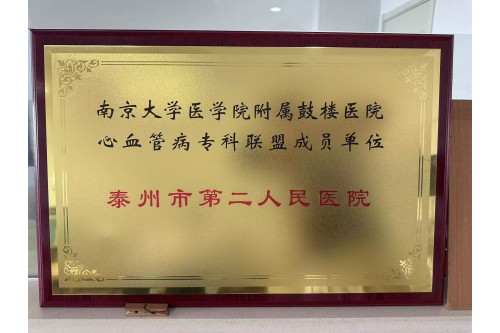 南京大学医学院附属鼓楼医院
心血管病专科联盟成员单位
泰州市第二人民医院